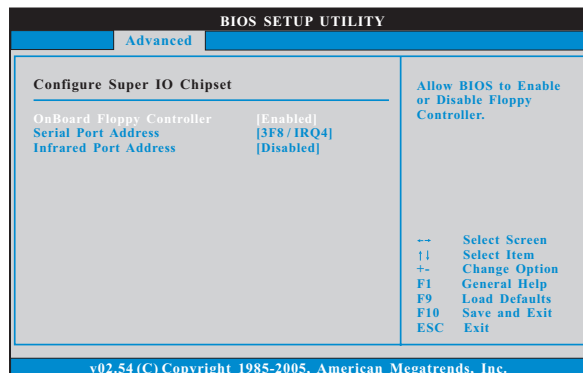 BIOS SETUP UTILITY
Advanced
Configure Super IO Chipset
OnBoard Floppy Controller [Enabled]
Serial Port Address [3F8 / IRQ4]
Infrared Port Address [Disabled]
Allow BIOS to Enable
or Disable Floppy
Controller.
←→ Select Screen
↑↓ Select Item
+- Change Option
F1 General Help
F9 Load Defaults
F10 Save and Exit
ESC Exit
v02.54 (C) Copyright 1985-2005, American Megatrends, Inc.